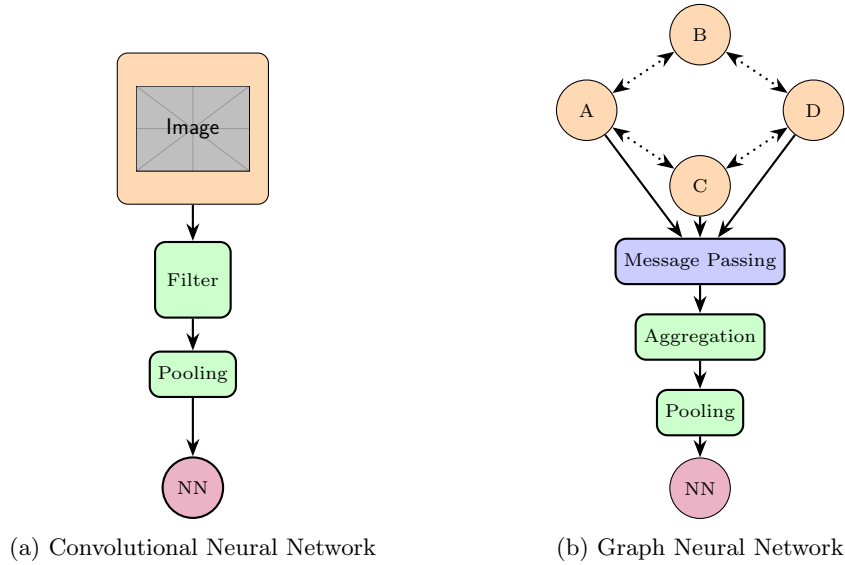 Image
Filter
Pooling
NN
(a) Convolutional Neural Network
B
A
D
C
Message Passing
Aggregation
Pooling
NN
(b) Graph Neural Network